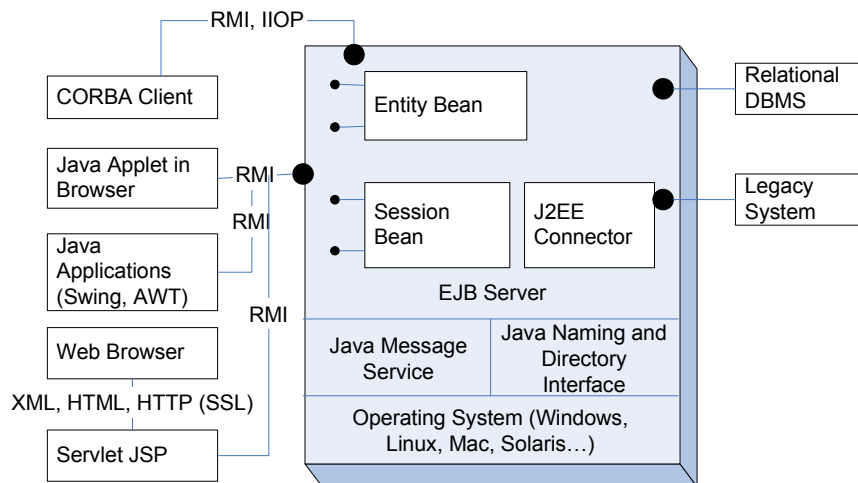 RMI, IIOP
CORBA Client
Java Applet in
Browser
RMI
RMI
Java
Applications
(Swing, AWT)
RMI
Web Browser
XML, HTML, HTTP (SSL)
Servlet JSP
Entity Bean
Session
Bean
J2EE
Connector
EJB Server
Java Message
Service
Java Naming and
Directory
Interface
Operating System (Windows,
Linux, Mac, Solaris…)
Relational
DBMS
Legacy
System